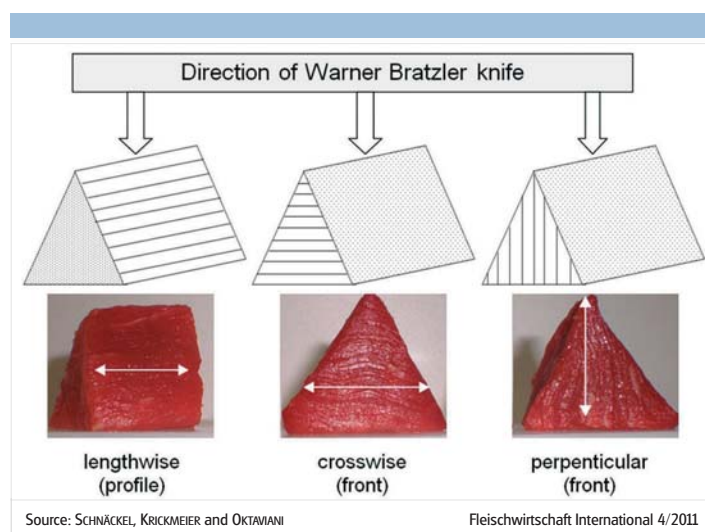 Direction of Warner Bratzler knife
lengthwise
(profile)
crosswise
(front)
perpenticular
(front)
Source: SCHNÄCKEL, KRICKMEIER and OKTAVIANI
Fleischwirtschaft International 4/2011